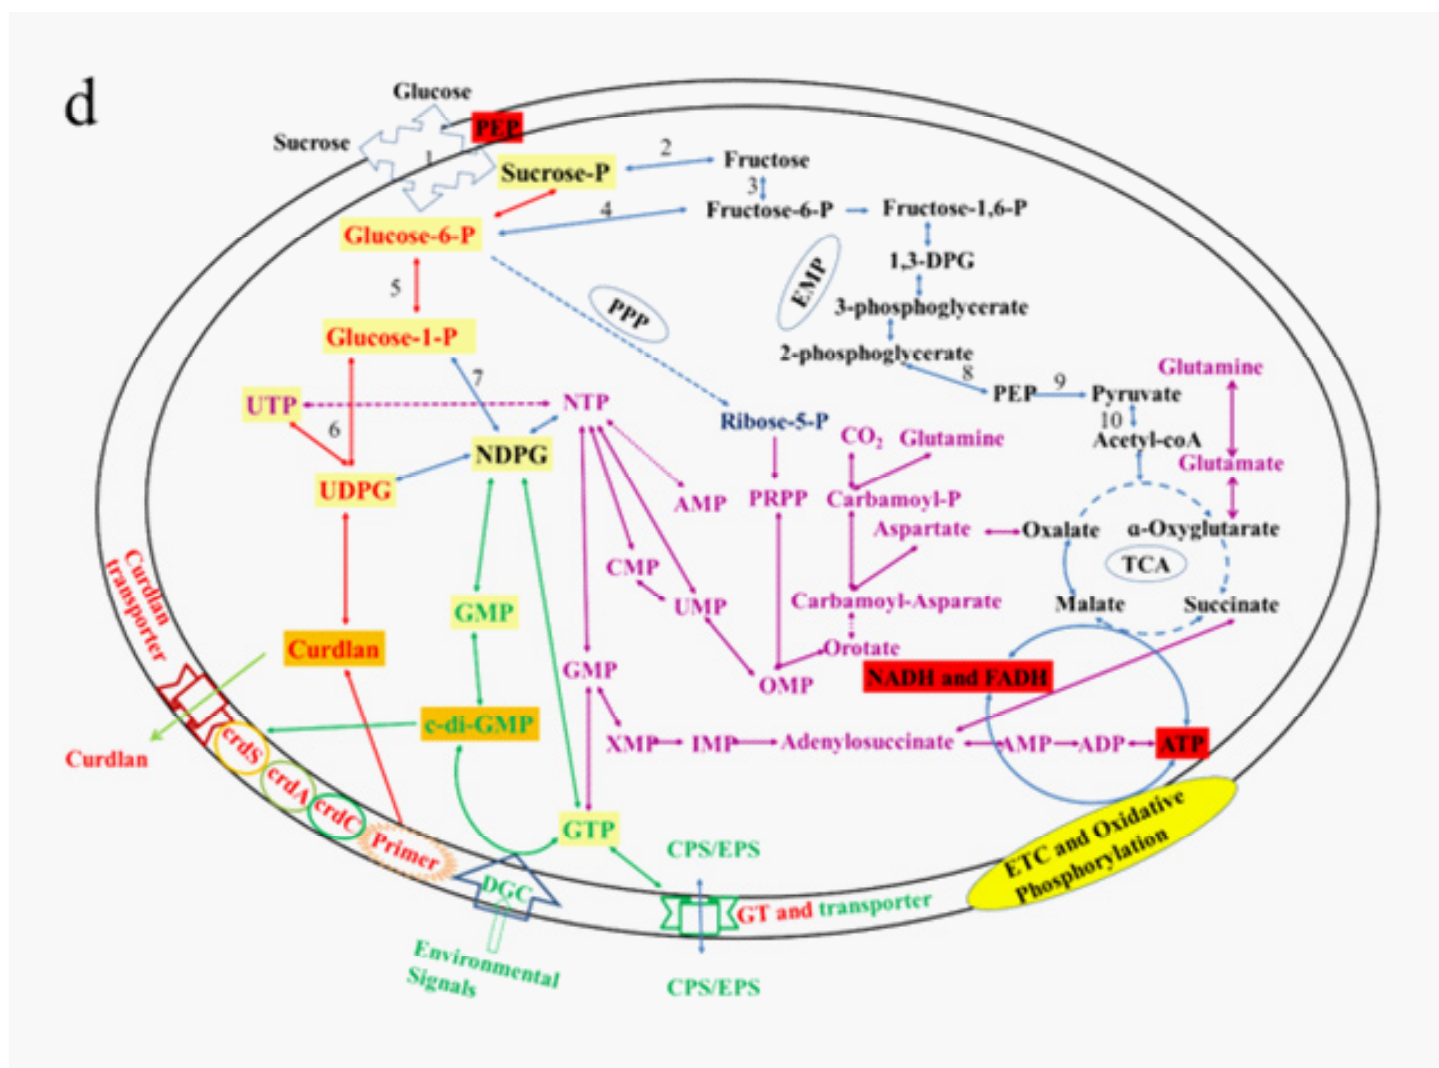 d
Glucose
PEP
Sucrose
1
Sucrose-P
2
Fructose
3
4
Fructose-6-P
Fructose-1,6-P
Glucose-6-P
EMP
1,3-DPG
5
PPP
3-phosphoglycerate
Glucose-1-P
2-phosphoglycerate
7
8
PEP
9
Pyruvate
Glutamine
UTP
NTP
Ribose-5-P
10
6
CO2
Glutamine
Acetyl-coA
NDPG
Glutamate
UDPG
AMP
PRPP
Carbamoyl-P
Aspartate
Oxalate
α-Oxyglutarate
TCA
CMP
Curdlan
transporter
GMP
UMP
Carbamoyl-Asparate
Malate
Succinate
Curdlan
Orotate
GMP
OMP
NADH and FADH
c-di-GMP
XMP
IMP
Adenylosuccinate
AMP
ADP
ATP
Curdlan
crdS
crdA
crdC
Primer
GTP
CPS/EPS
ETC and Oxidative
Phosphorylation
DGC
GT and transporter
Environmental
Signals
CPS/EPS